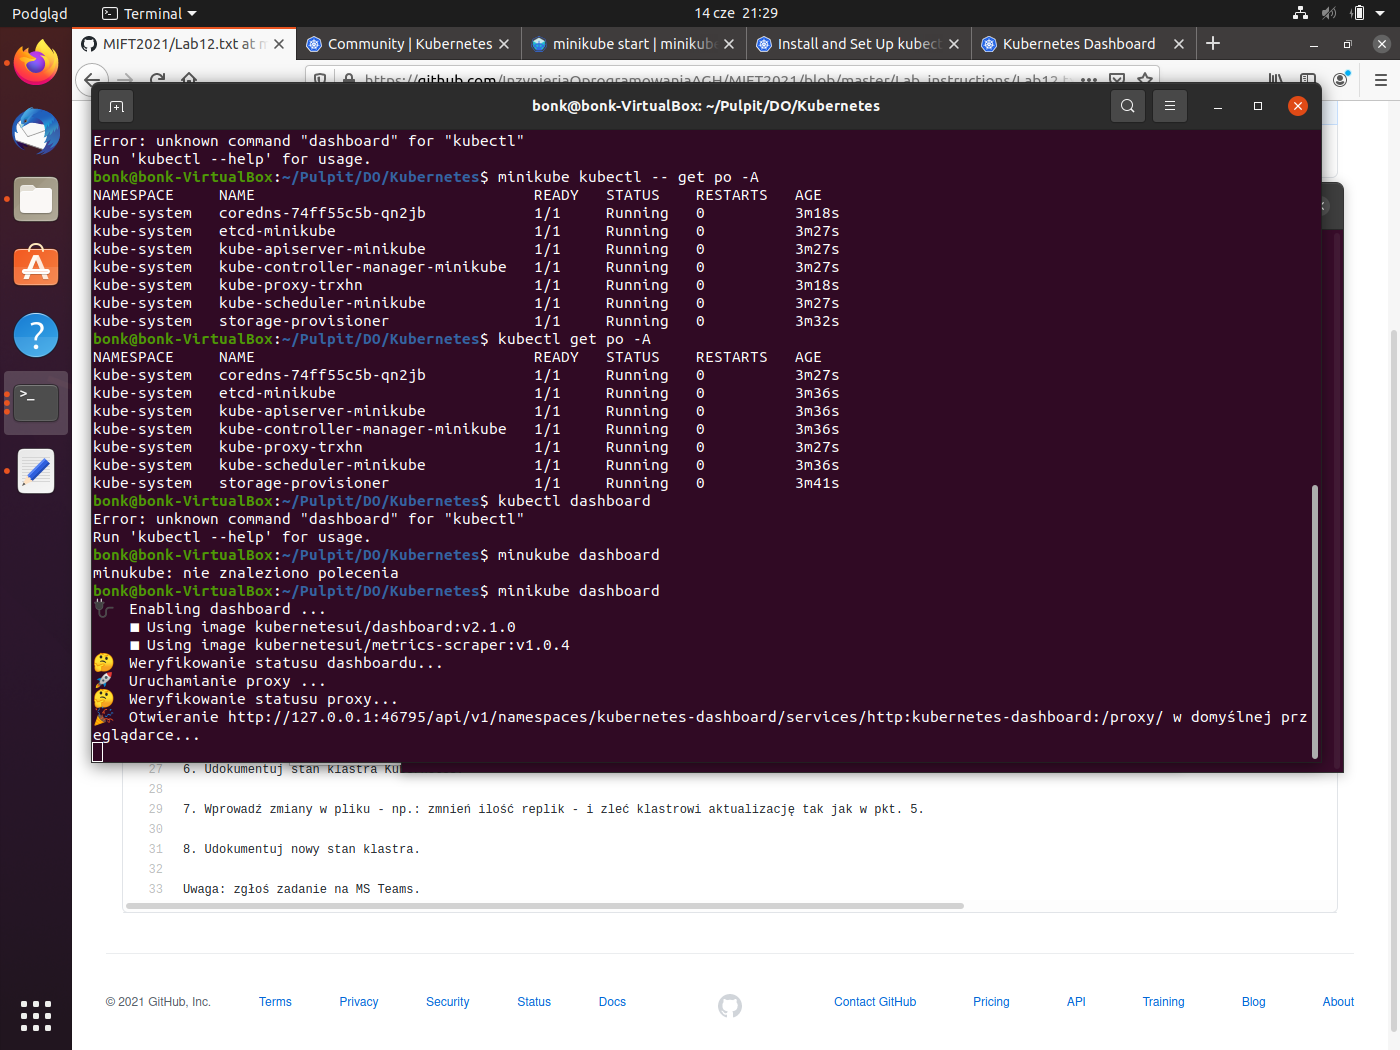 Podgląd
Terminal
14 cze 21:29
MIFT2021/Lab12.txt at m
Community | Kubernetes
minikube start | minikube
Install and Set Up kubect
Kubernetes Dashboard
bonk@bonk-VirtualBox: ~/Pulpit/DO/Kubernetes
Error: unknown command "dashboard" for "kubectl"
Run 'kubectl --help' for usage.
bonk@bonk-VirtualBox:~/Pulpit/DO/Kubernetes$ minikube kubectl -- get po -A
NAMESPACE NAME READY STATUS RESTARTS AGE
kube-system coredns-74ff55c5b-qn2jb 1/1 Running 0 3m18s
kube-system etcd-minikube 1/1 Running 0 3m27s
kube-system kube-apiserver-minikube 1/1 Running 0 3m27s
kube-system kube-controller-manager-minikube 1/1 Running 0 3m27s
kube-system kube-proxy-trxhn 1/1 Running 0 3m18s
kube-system kube-scheduler-minikube 1/1 Running 0 3m27s
kube-system storage-provisioner 1/1 Running 0 3m32s
bonk@bonk-VirtualBox:~/Pulpit/DO/Kubernetes$ kubectl get po -A
NAMESPACE NAME READY STATUS RESTARTS AGE
kube-system coredns-74ff55c5b-qn2jb 1/1 Running 0 3m27s
kube-system etcd-minikube 1/1 Running 0 3m36s
kube-system kube-apiserver-minikube 1/1 Running 0 3m36s
kube-system kube-controller-manager-minikube 1/1 Running 0 3m36s
kube-system kube-proxy-trxhn 1/1 Running 0 3m27s
kube-system kube-scheduler-minikube 1/1 Running 0 3m36s
kube-system storage-provisioner 1/1 Running 0 3m41s
bonk@bonk-VirtualBox:~/Pulpit/DO/Kubernetes$ kubectl dashboard
Error: unknown command "dashboard" for "kubectl"
Run 'kubectl --help' for usage.
bonk@bonk-VirtualBox:~/Pulpit/DO/Kubernetes$ minukube dashboard
minukube: nie znaleziono polecenia
bonk@bonk-VirtualBox:~/Pulpit/DO/Kubernetes$ minikube dashboard
Enabling dashboard ...
■ Using image kubernetesui/dashboard:v2.1.0
■ Using image kubernetesui/metrics-scraper:v1.0.4
Weryfikowanie statusu dashboardu...
Uruchamianie proxy ...
Weryfikowanie statusu proxy...
Otwieranie http://127.0.0.1:46795/api/v1/namespaces/kubernetes-dashboard/services/http:kubernetes-dashboard:/proxy/ w domyślnej prz
eglądarce...
27 6. Udokumentuj stan klastra Ku
28
29 7. Wprowadź zmiany w pliku - np.: zmnień ilość replik - i zleć klastrowi aktualizację tak jak w pkt. 5.
30
31 8. Udokumentuj nowy stan klastra.
32
33 Uwaga: zgłoś zadanie na MS Teams.
© 2021 GitHub, Inc. Terms Privacy Security Status Docs Contact GitHub Pricing API Training Blog About